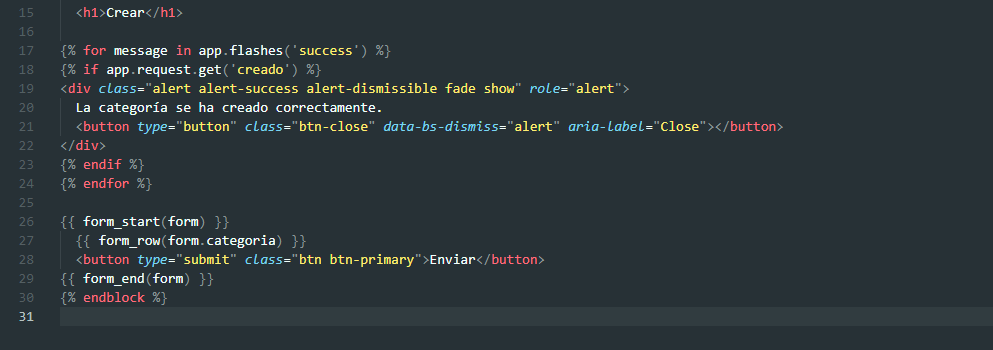 15 <h1>Crear</h1>
16
17 {% for message in app.flashes('success') %}
18 {% if app.request.get('creado') %}
19 <div class="alert alert-success alert-dismissible fade show" role="alert">
20 La categoría se ha creado correctamente.
21 <button type="button" class="btn-close" data-bs-dismiss="alert" aria-label="Close"></button>
22 </div>
23 {% endif %}
24 {% endfor %}
25
26 {{ form_start(form) }}
27 {{ form_row(form.categoria) }}
28 <button type="submit" class="btn btn-primary">Enviar</button>
29 {{ form_end(form) }}
30 {% endblock %}
31